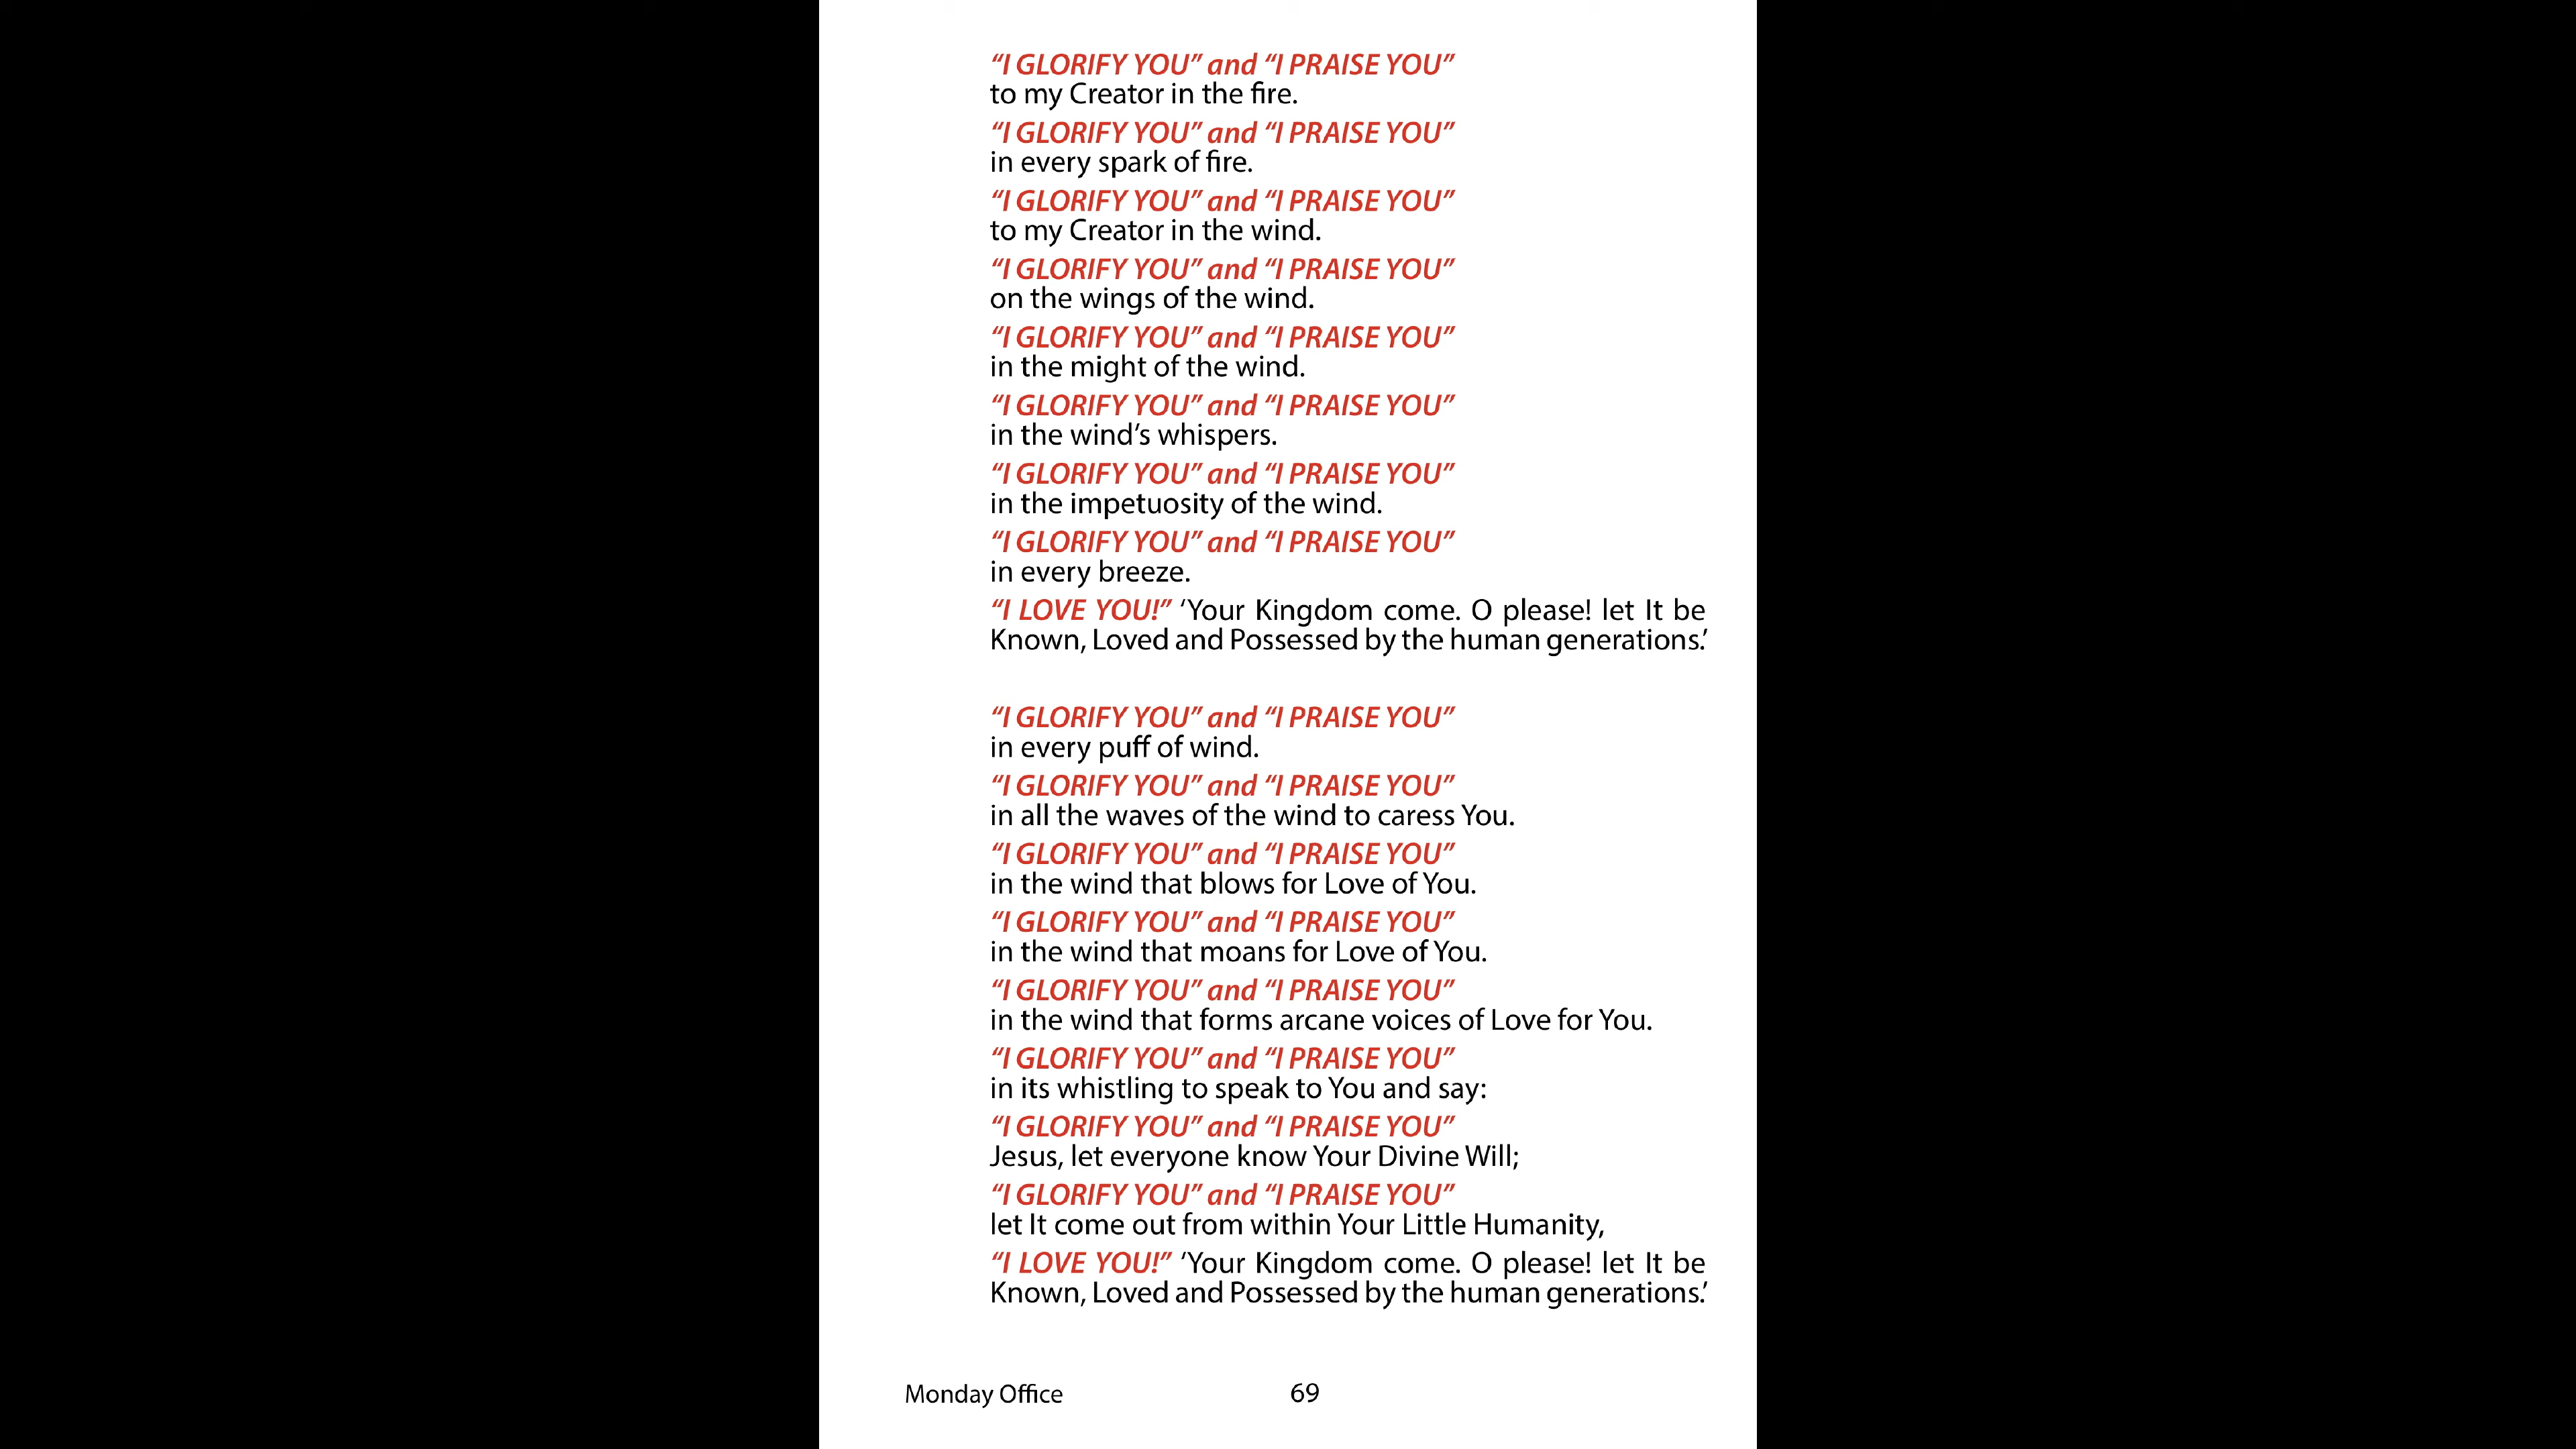 “I GLORIFY YOU” and “I PRAISE YOU”
to my Creator in the fire.
“I GLORIFY YOU” and “I PRAISE YOU”
in every spark of fire.
“I GLORIFY YOU” and “I PRAISE YOU”
to my Creator in the wind.
“I GLORIFY YOU” and “I PRAISE YOU”
on the wings of the wind.
“I GLORIFY YOU” and “I PRAISE YOU”
in the might of the wind.
“I GLORIFY YOU” and “I PRAISE YOU”
in the wind’s whispers.
“I GLORIFY YOU” and “I PRAISE YOU”
in the impetuosity of the wind.
“I GLORIFY YOU” and “I PRAISE YOU”
in every breeze.
“I LOVE YOU!” ‘Your Kingdom come. O please! let It be
Known, Loved and Possessed by the human generations.’
“I GLORIFY YOU” and “I PRAISE YOU”
in every puff of wind.
“I GLORIFY YOU” and “I PRAISE YOU”
in all the waves of the wind to caress You.
“I GLORIFY YOU” and “I PRAISE YOU”
in the wind that blows for Love of You.
“I GLORIFY YOU” and “I PRAISE YOU”
in the wind that moans for Love of You.
“I GLORIFY YOU” and “I PRAISE YOU”
in the wind that forms arcane voices of Love for You.
“I GLORIFY YOU” and “I PRAISE YOU”
in its whistling to speak to You and say:
“I GLORIFY YOU” and “I PRAISE YOU”
Jesus, let everyone know Your Divine Will;
“I GLORIFY YOU” and “I PRAISE YOU”
let It come out from within Your Little Humanity,
“I LOVE YOU!” ‘Your Kingdom come. O please! let It be
Known, Loved and Possessed by the human generations.’
Monday Office 69